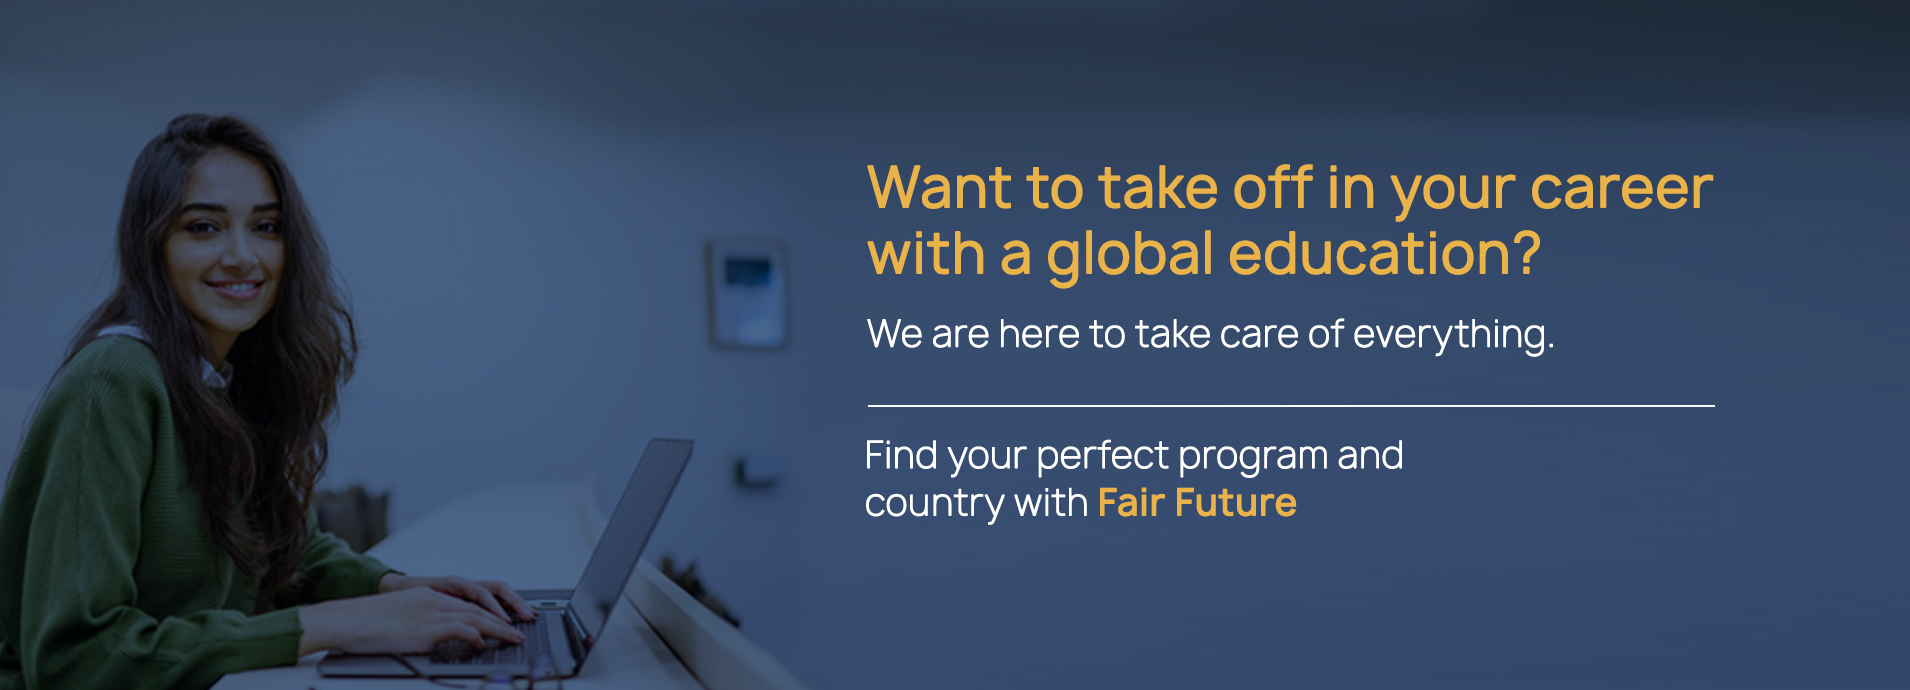 Want to take off in your career
with a global education?
We are here to take care of everything.
Find your perfect program and
country with Fair Future